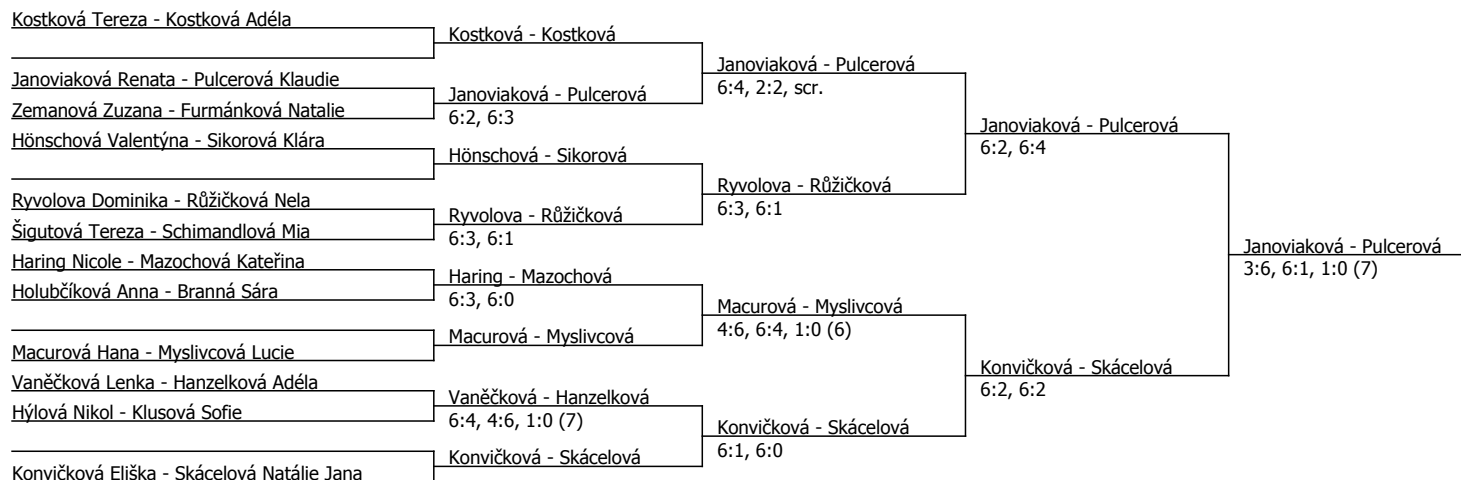 Kostková Tereza - Kostková Adéla
Janoviaková Renata - Pulcerová Klaudie
Zemanová Zuzana - Furmánková Natalie
Hönschová Valentýna - Sikorová Klára
Ryvolova Dominika - Růžičková Nela
Šigutová Tereza - Schimandlová Mia
Haring Nicole - Mazochová Kateřina
Holubčíková Anna - Branná Sára
Macurová Hana - Myslivcová Lucie
Vaněčková Lenka - Hanzelková Adéla
Hýlová Nikol - Klusová Sofie
Konvičková Eliška - Skácelová Natálie Jana
Kostková - Kostková
Janoviaková - Pulcerová
6:2, 6:3
Hönschová - Sikorová
Ryvolova - Růžičková
6:3, 6:1
Haring - Mazochová
6:3, 6:0
Macurová - Myslivcová
Vaněčková - Hanzelková
6:4, 4:6, 1:0 (7)
Konvičková - Skácelová
Janoviaková - Pulcerová
6:4, 2:2, scr.
Ryvolova - Růžičková
6:3, 6:1
Macurová - Myslivcová
4:6, 6:4, 1:0 (6)
Konvičková - Skácelová
6:1, 6:0
Janoviaková - Pulcerová
6:2, 6:4
Konvičková - Skácelová
6:2, 6:2
Janoviaková - Pulcerová
3:6, 6:1, 1:0 (7)